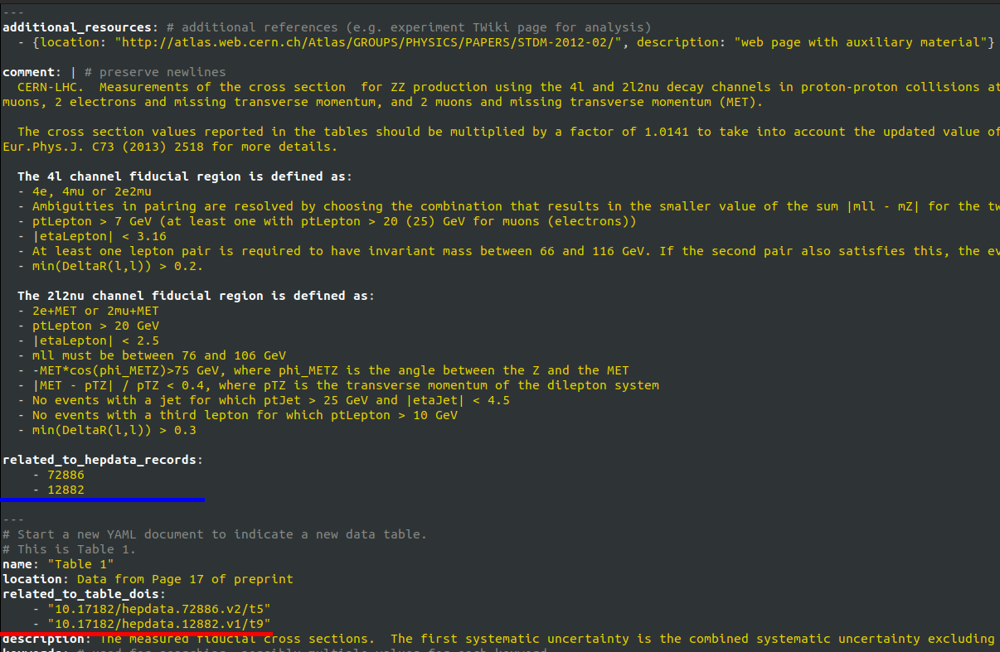 ---
additional_resources: # additional references (e.g. experiment TWiki page for analysis)
  - {location: "http://atlas.web.cern.ch/Atlas/GROUPS/PHYSICS/PAPERS/STDM-2012-02/", description: "web page with auxiliary material"}
comment: | # preserve newlines
  CERN-LHC.  Measurements of the cross section  for ZZ production using the 4l and 2l2nu decay channels in proton-proton collisions at
muons, 2 electrons and missing transverse momentum, and 2 muons and missing transverse momentum (MET).
  The cross section values reported in the tables should be multiplied by a factor of 1.0141 to take into account the updated value of
Eur.Phys.J. C73 (2013) 2518 for more details.
  The 4l channel fiducial region is defined as:
  - 4e, 4mu or 2e2mu
  - Ambiguities in pairing are resolved by choosing the combination that results in the smaller value of the sum |mll - mZ| for the tw
  - ptLepton > 7 GeV (at least one with ptLepton > 20 (25) GeV for muons (electrons))
  - |etaLepton| < 3.16
  - At least one lepton pair is required to have invariant mass between 66 and 116 GeV. If the second pair also satisfies this, the ev
  - min(DeltaR(l,l)) > 0.2.
  The 2l2nu channel fiducial region is defined as:
  - 2e+MET or 2mu+MET
  - ptLepton > 20 GeV
  - |etaLepton| < 2.5
  - mll must be between 76 and 106 GeV
  - -MET*cos(phi_METZ)>75 GeV, where phi_METZ is the angle between the Z and the MET
  - |MET - pTZ| / pTZ < 0.4, where pTZ is the transverse momentum of the dilepton system
  - No events with a jet for which ptJet > 25 GeV and |etaJet| < 4.5
  - No events with a third lepton for which ptLepton > 10 GeV
  - min(DeltaR(l,l)) > 0.3
related_to_hepdata_records:
    - 72886
    - 12882
---
# Start a new YAML document to indicate a new data table.
# This is Table 1.
name: "Table 1"
location: Data from Page 17 of preprint
related_to_table_dois:
    - "10.17182/hepdata.72886.v2/t5"
    - "10.17182/hepdata.12882.v1/t9"
description: The measured fiducial cross sections.  The first systematic uncertainty is the combined systematic uncertainty excluding
keywords: # used for searching, possibly multiple values for each keyword